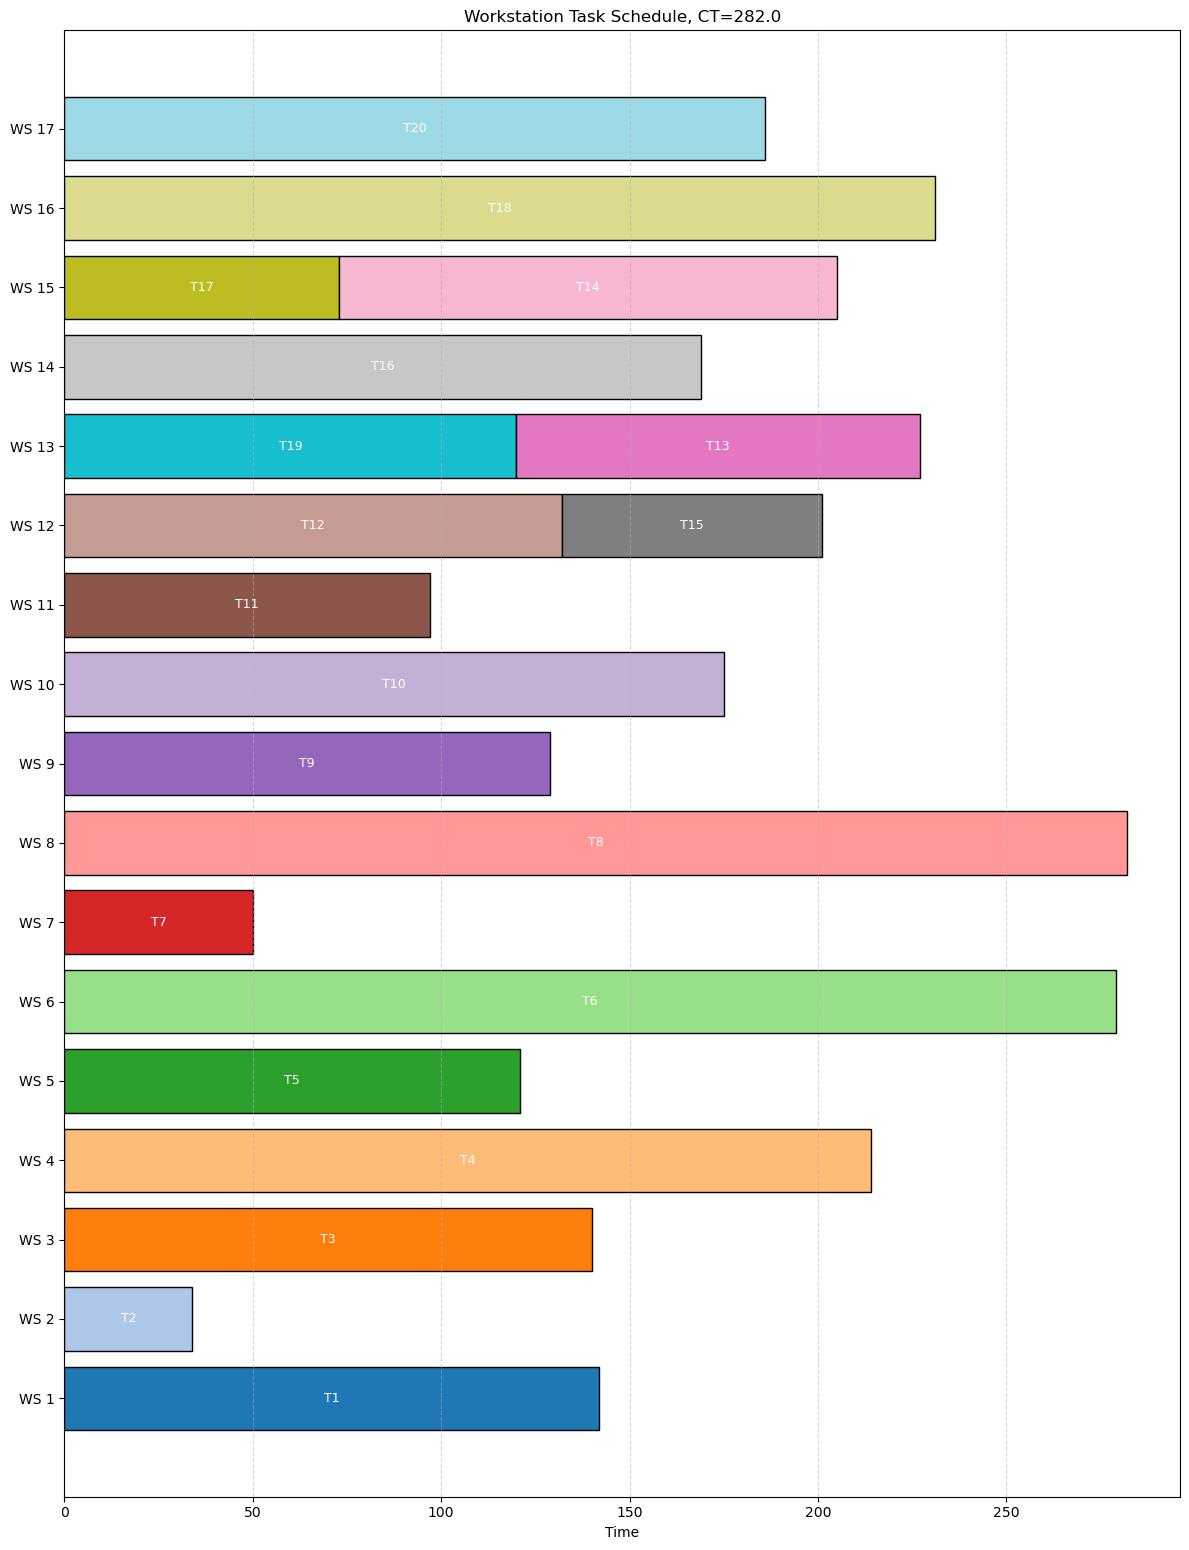 Workstation Task Schedule, CT=282.0
WS 17 T20
WS 16 T18
WS 15 T17 T14
WS 14 T16
WS 13 T19 T13
WS 12 T12 T15
WS 11 T11
WS 10 T10
WS 9 T9
WS 8 T8
WS 7 T7
WS 6 T6
WS 5 T5
WS 4 T4
WS 3 T3
WS 2 T2
WS 1 T1
0 50 100 150 200 250
Time